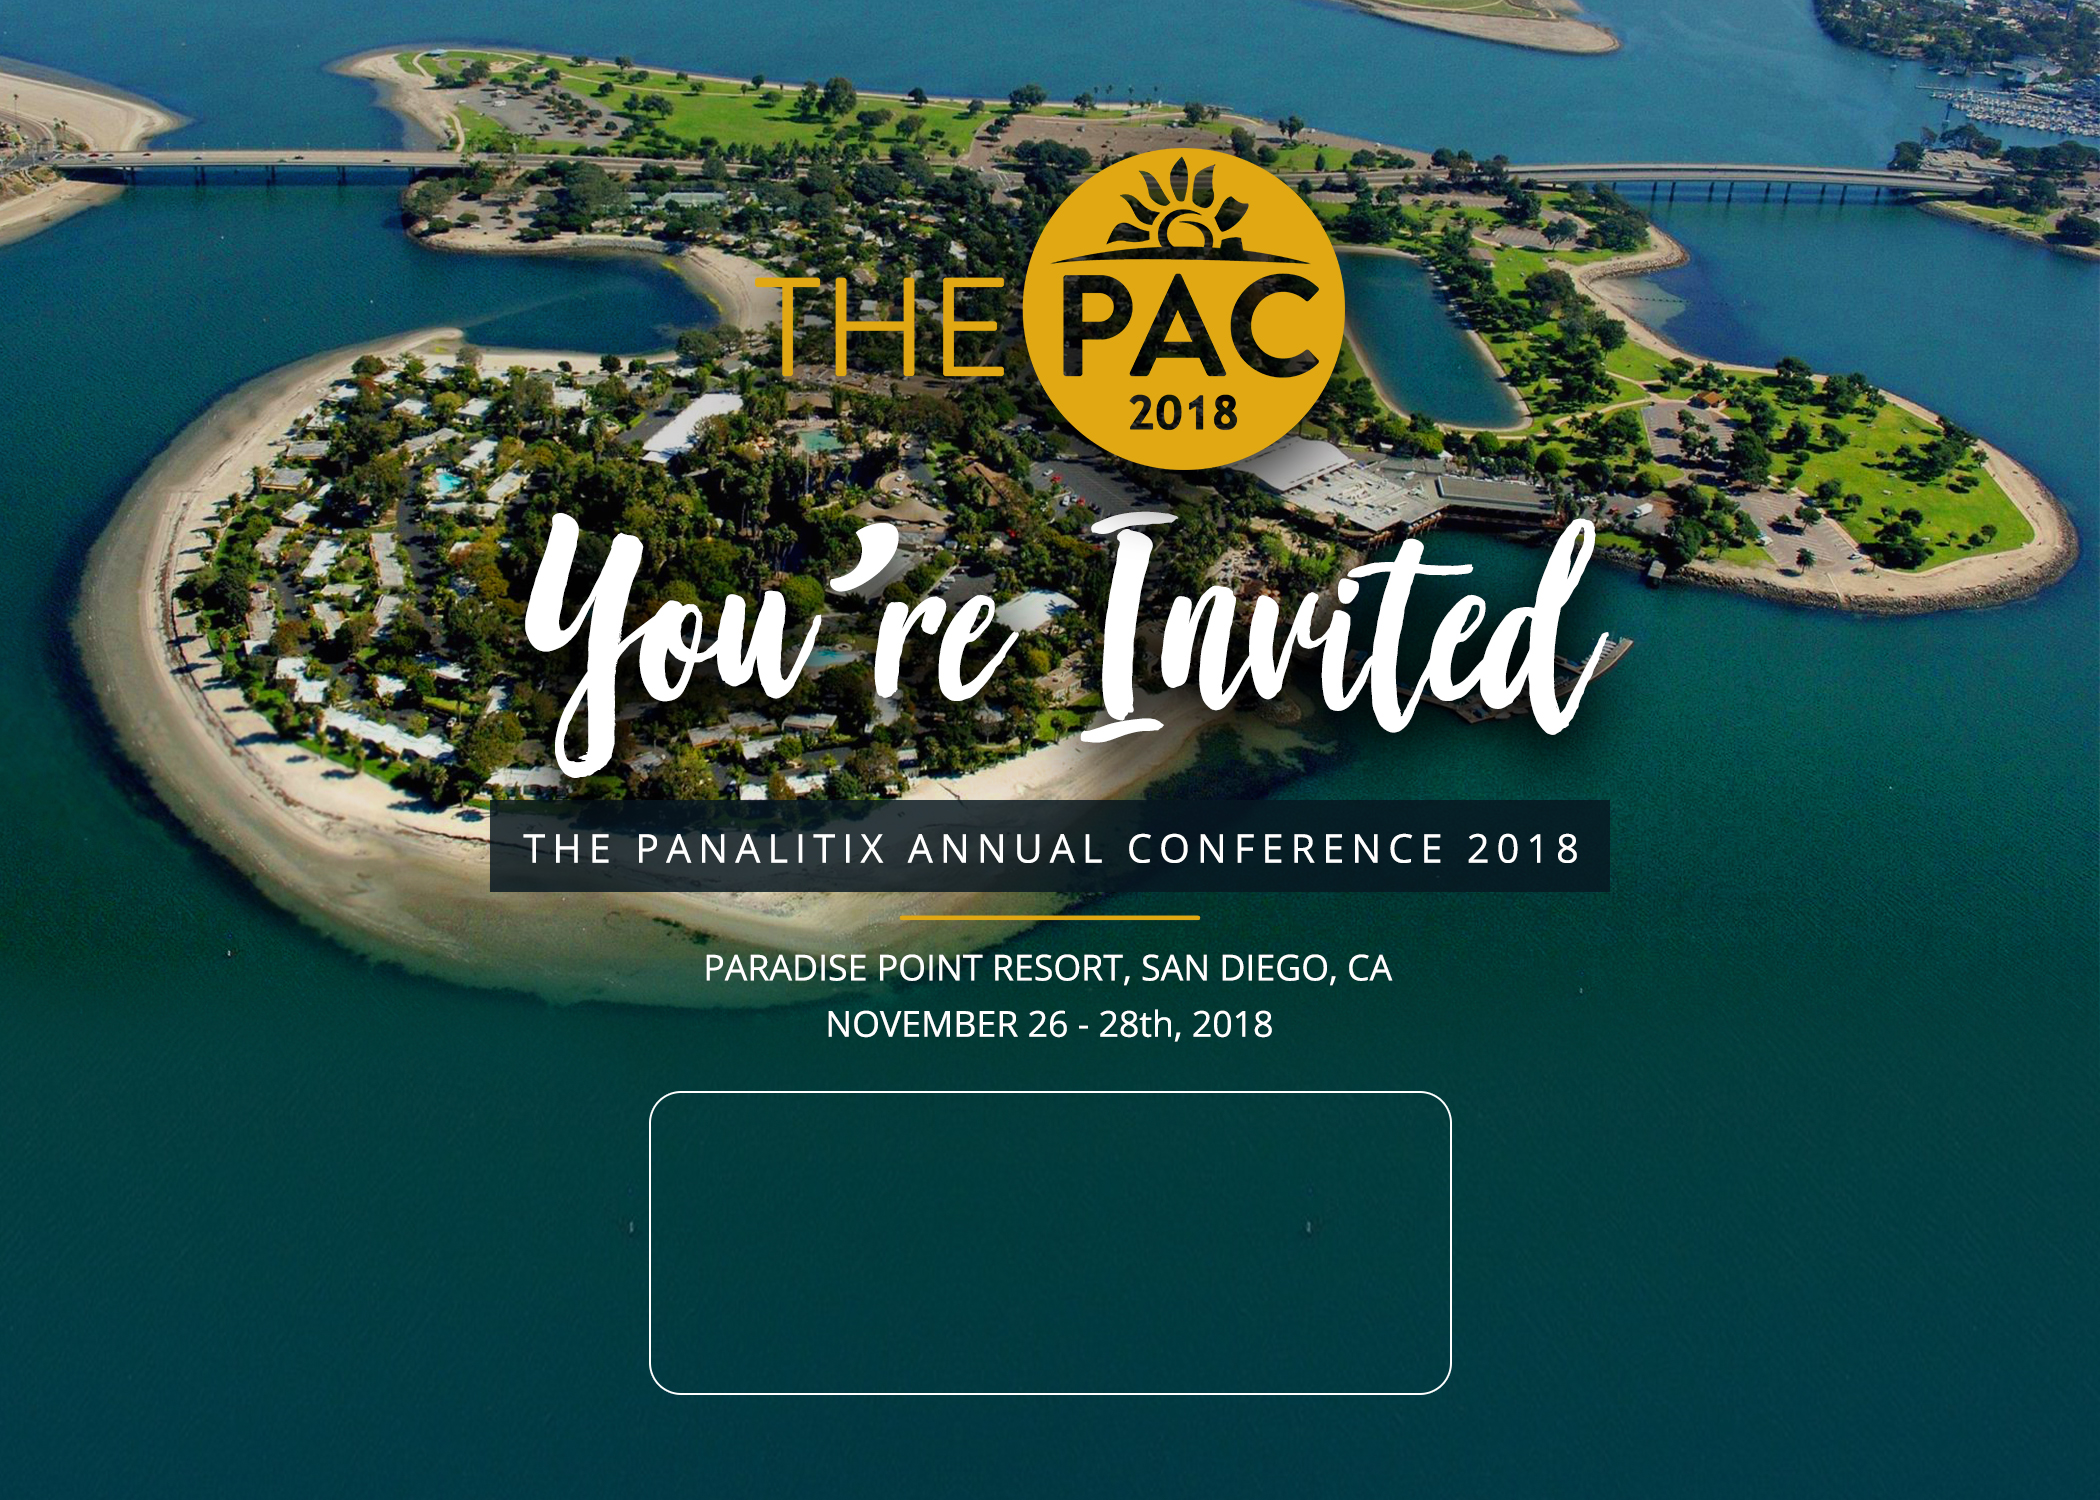 THE PAC
2018
You're Invited
THE PANALITIX ANNUAL CONFERENCE 2018
PARADISE POINT RESORT, SAN DIEGO, CA
NOVEMBER 26 - 28th, 2018